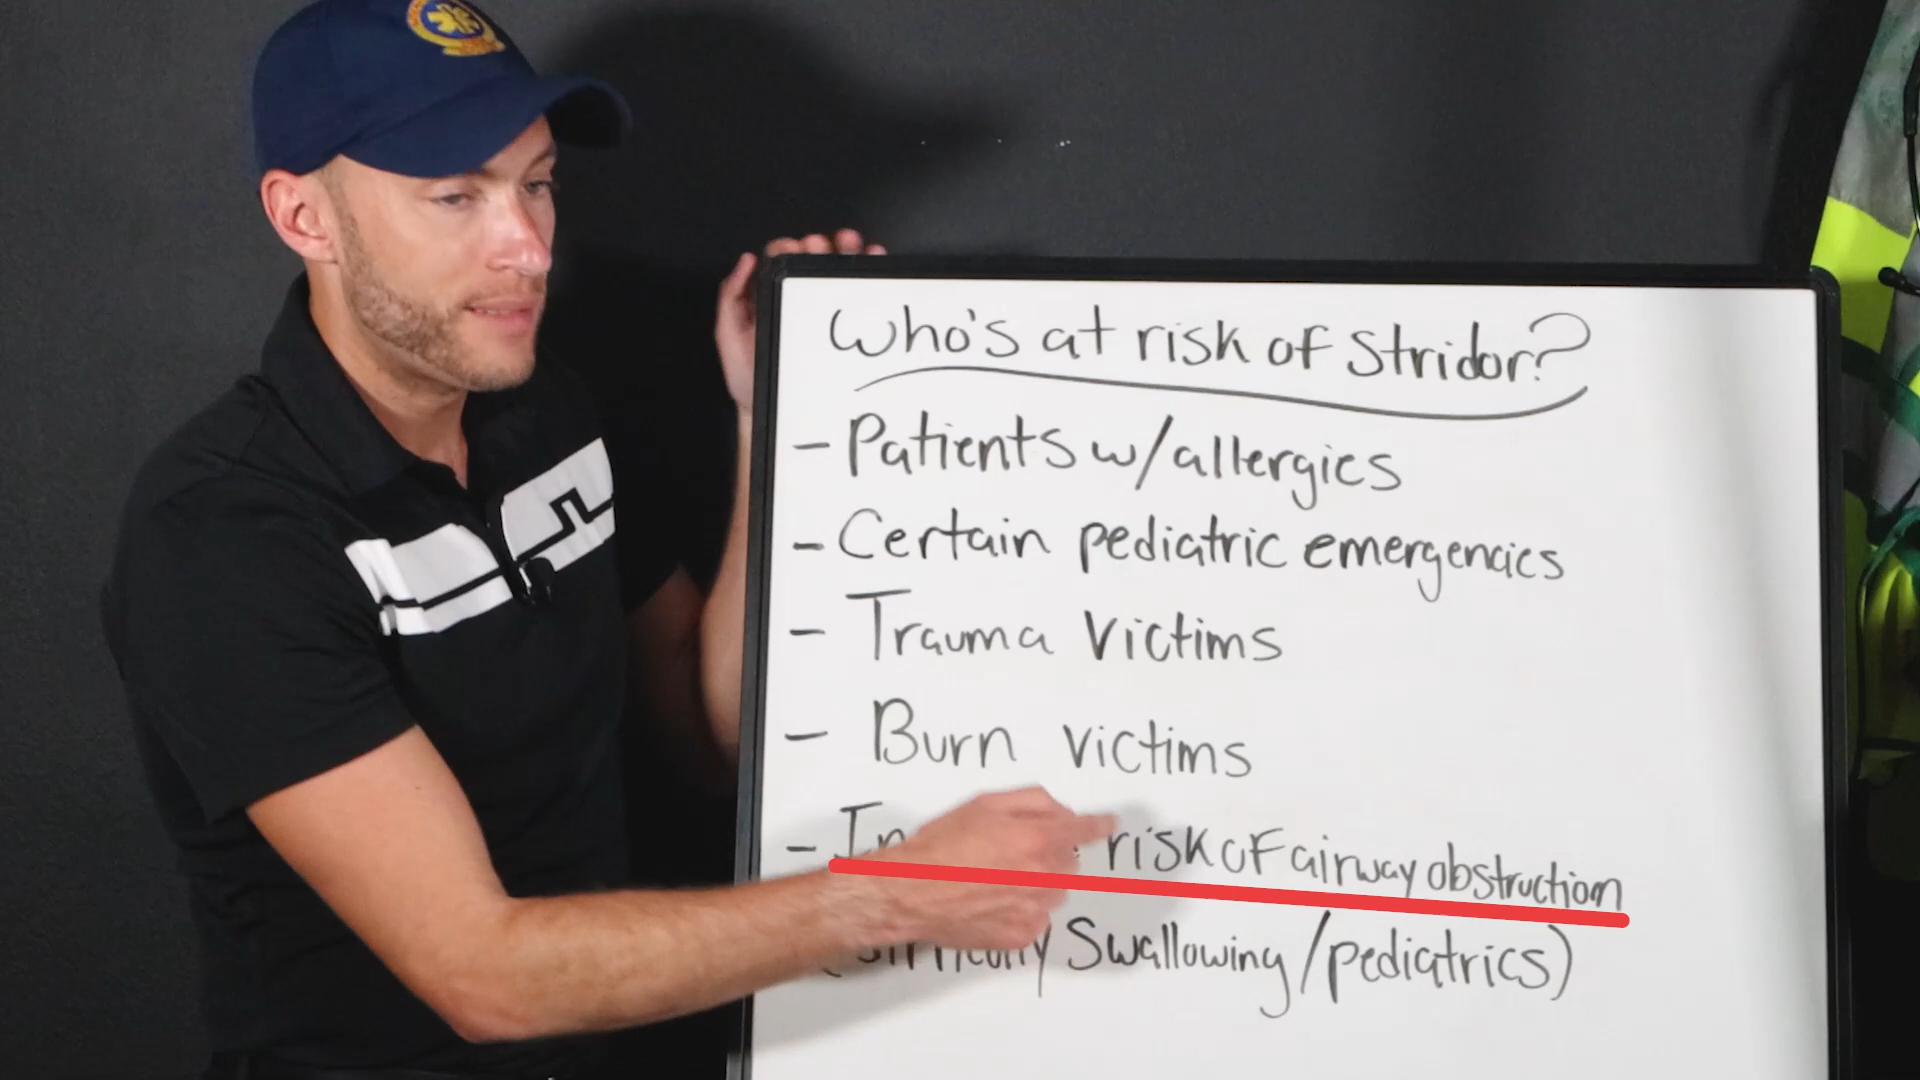 Who's at risk of Stridor?
- Patients w/allergies
- Certain pediatric emergencies
- Trauma Victims
- Burn victims
- risk of airway obstruction
Swallowing/pediatrics)